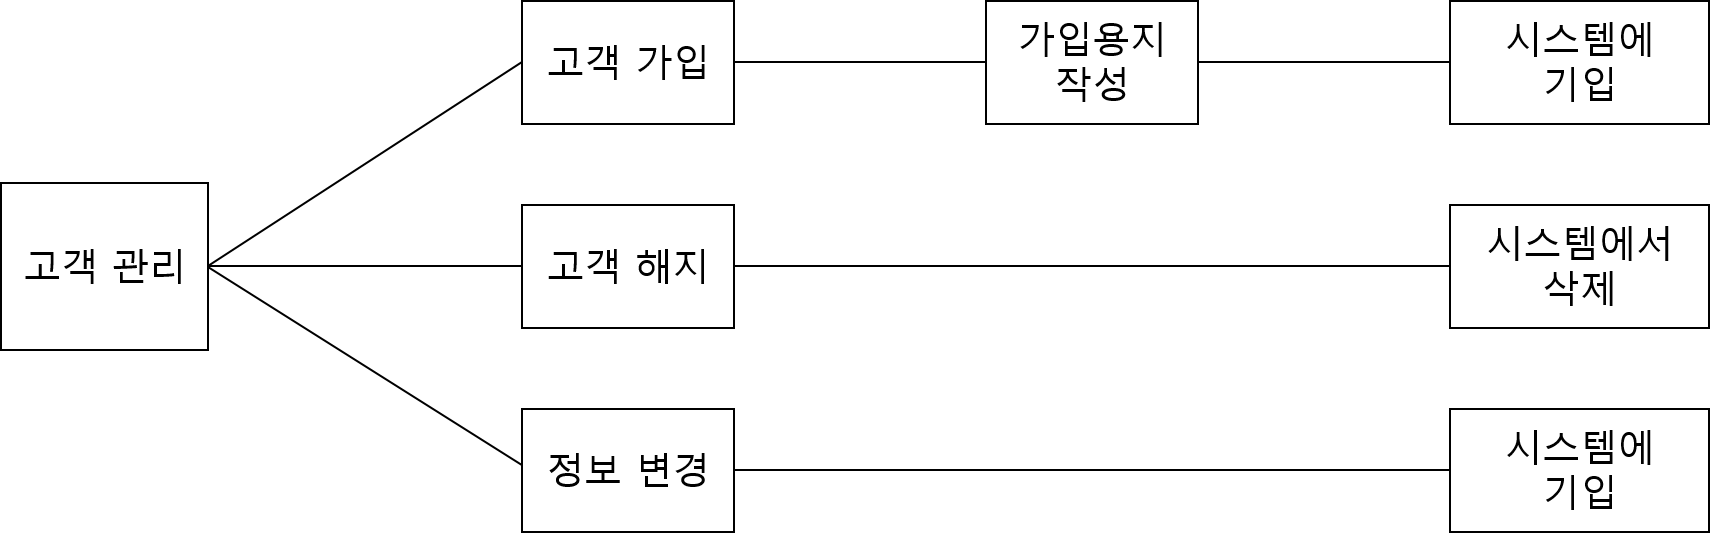 고객 가입
가입용지
작성
시스템에
기입
고객 관리
고객 해지
시스템에서
삭제
정보 변경
시스템에
기입